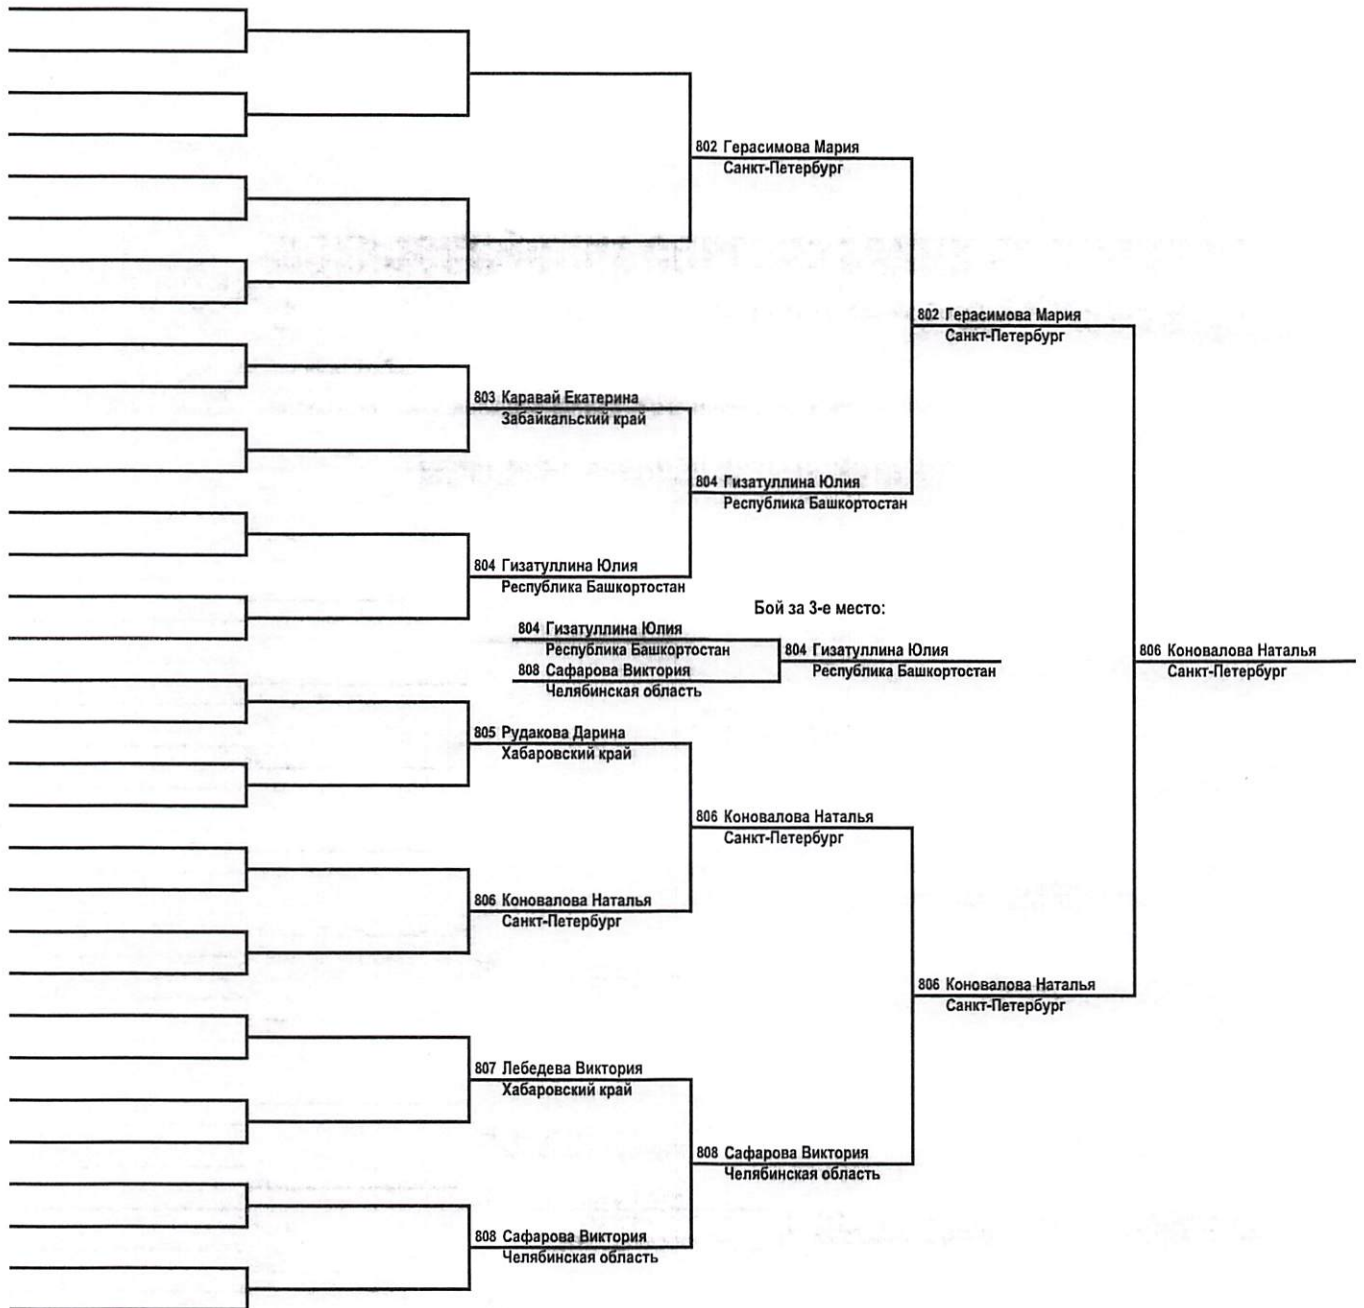 802 Герасимова Мария
Санкт-Петербург
802 Герасимова Мария
Санкт-Петербург
803 Каравай Екатерина
Забайкальский край
804 Гизатуллина Юлия
Республика Башкортостан
804 Гизатуллина Юлия
Республика Башкортостан
Бой за 3-е место:
804 Гизатуллина Юлия
Республика Башкортостан
808 Сафарова Виктория
Челябинская область
804 Гизатуллина Юлия
Республика Башкортостан
806 Коновалова Наталья
Санкт-Петербург
805 Рудакова Дарина
Хабаровский край
806 Коновалова Наталья
Санкт-Петербург
806 Коновалова Наталья
Санкт-Петербург
806 Коновалова Наталья
Санкт-Петербург
807 Лебедева Виктория
Хабаровский край
808 Сафарова Виктория
Челябинская область
808 Сафарова Виктория
Челябинская область